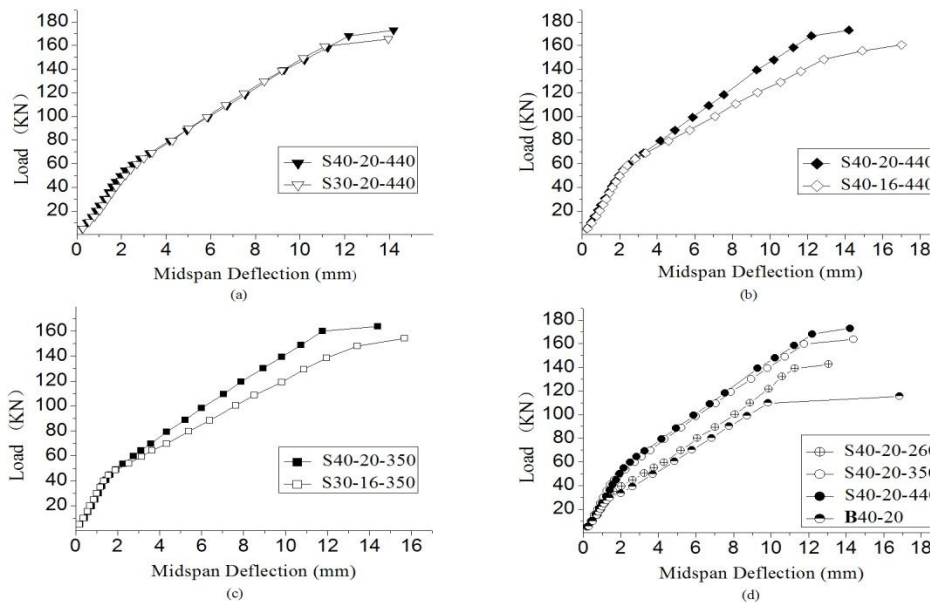 180
160
140
120
100
80
60
40
20
Load (KN)
S40-20-440
S30-20-440
0 2 4 6 8 10 12 14 16
Midspan Deflection (mm)
(a)
180
160
140
120
100
80
60
40
20
Load (KN)
S40-20-440
S40-16-440
0 2 4 6 8 10 12 14 16 18
Midspan Deflection (mm)
(b)
160
140
120
100
80
60
40
20
Load (KN)
S40-20-350
S30-16-350
0 2 4 6 8 10 12 14 16
Midspan Deflection (mm)
(c)
180
160
140
120
100
80
60
40
20
Load (KN)
S40-20-260
S40-20-350
S40-20-440
B40-20
0 2 4 6 8 10 12 14 16 18
Midspan Deflection (mm)
(d)